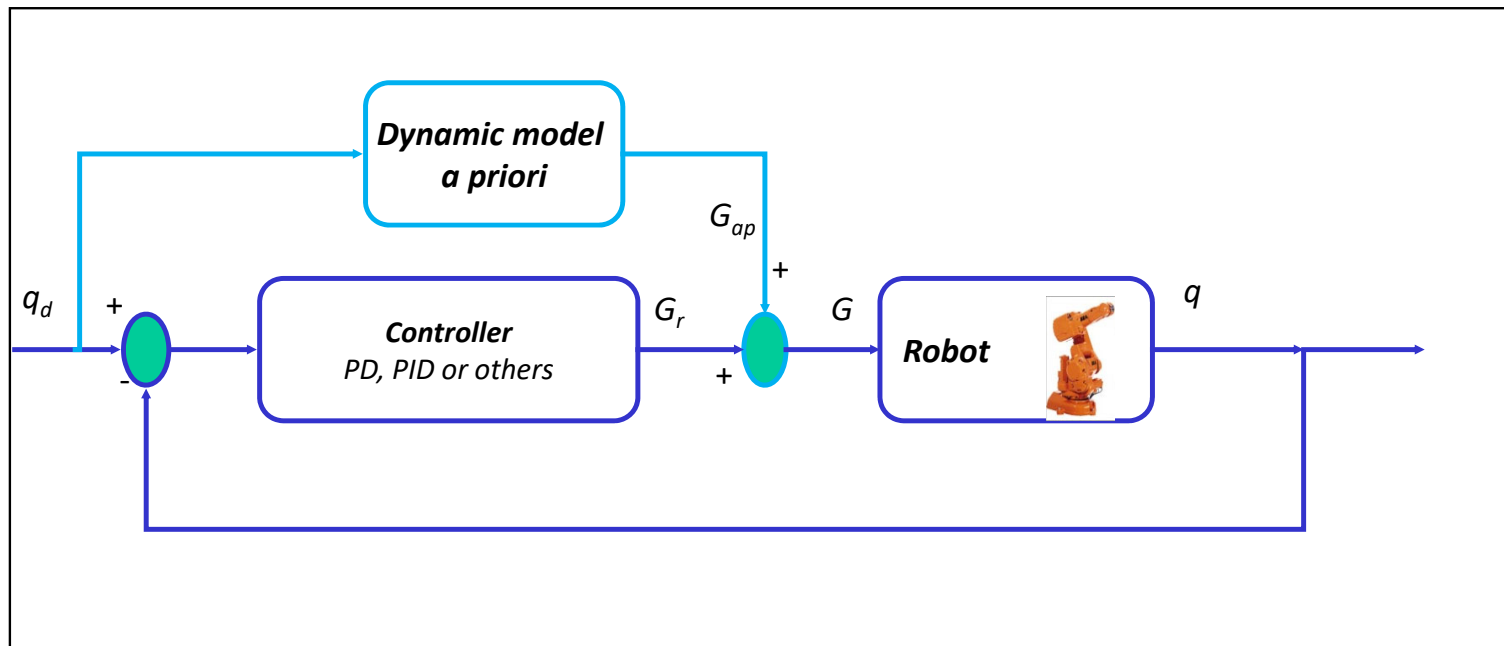 Dynamic model
a priori
G_ap
+
q_d
+
-
Controller
PD, PID or others
G_r
+
G
Robot
q